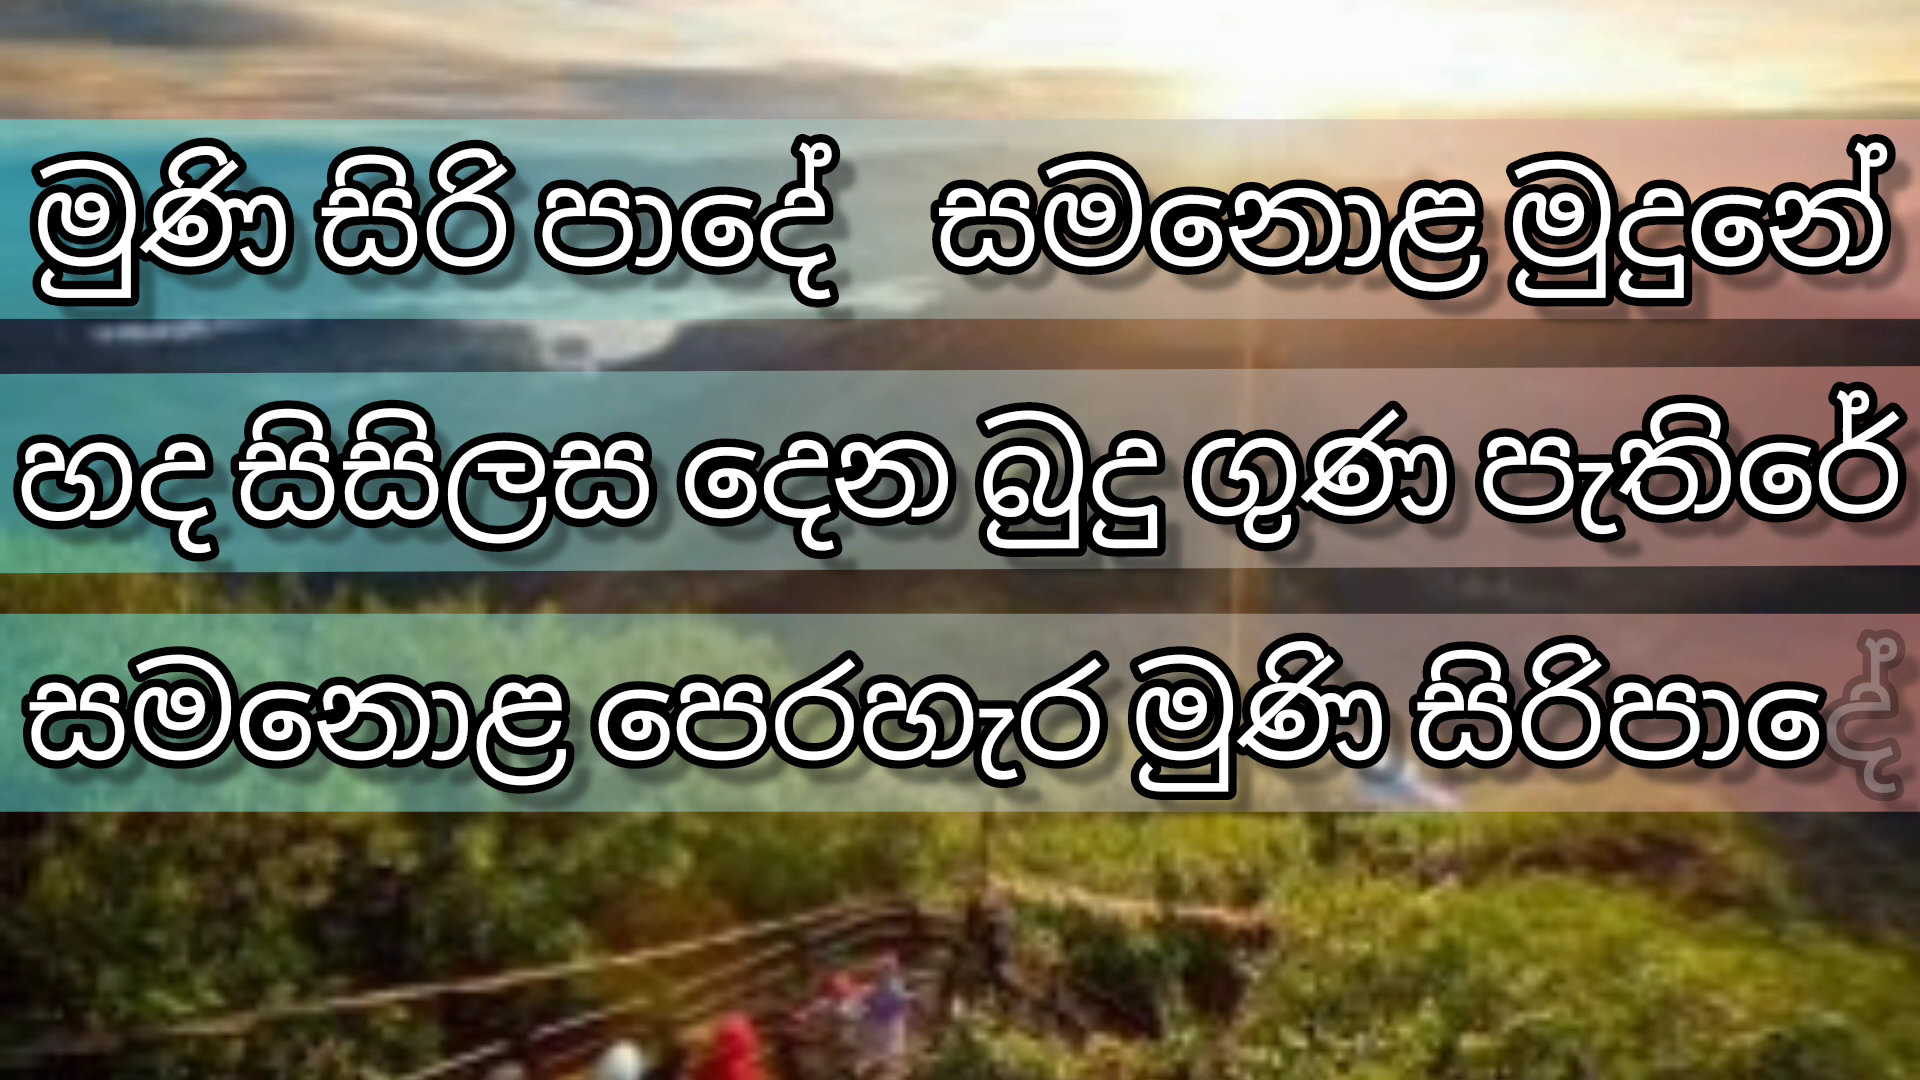 මුණි සිරි පාදේ සමනොළ මුදුනේ
හද සිසිලස දෙන බුදු ගුණ පැතිරේ
සමනොළ පෙරහැර මුණි සිරිපාදේ